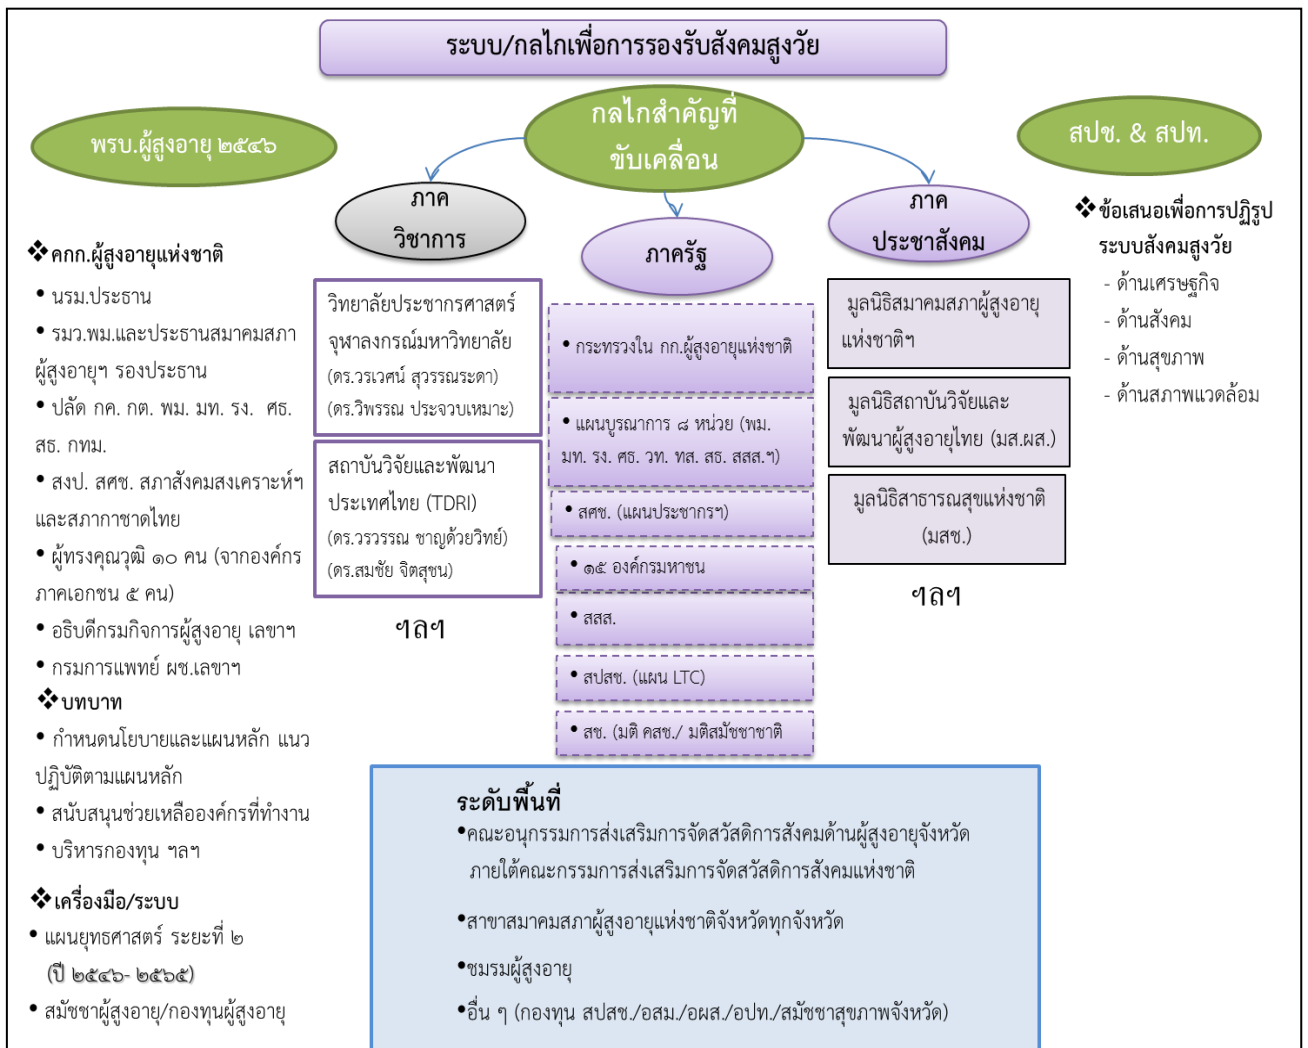 ระบบ/กลไกเพื่อการรองรับสังคมสูงวัย
พรบ.ผู้สูงอายุ ๒๕๔๖
❖คกก.ผู้สูงอายุแห่งชาติ
• นรม.ประธาน
• รมว.พม.และประธานสมาคมสภา
ผู้สูงอายุฯ รองประธาน
• ปลัด กค. กต. พม. มท. รง. ศธ.
สธ. กทม.
• สงป. สศช. สภาสังคมสงเคราะห์ฯ
และสภากาชาดไทย
• ผู้ทรงคุณวุฒิ ๑๐ คน (จากองค์กร
ภาคเอกชน ๕ คน)
• อธิบดีกรมกิจการผู้สูงอายุ เลขาฯ
• กรมการแพทย์ ผช.เลขาฯ
❖บทบาท
• กำหนดนโยบายและแผนหลัก แนว
ปฏิบัติตามแผนหลัก
• สนับสนุนช่วยเหลือองค์กรที่ทำงาน
• บริหารกองทุน ฯลฯ
❖เครื่องมือ/ระบบ
• แผนยุทธศาสตร์ ระยะที่ ๒
(ปี ๒๕๔๖- ๒๕๖๕)
• สมัชชาผู้สูงอายุ/กองทุนผู้สูงอายุ
กลไกสำคัญที่
ขับเคลื่อน
ภาค
วิชาการ
วิทยาลัยประชากรศาสตร์
จุฬาลงกรณ์มหาวิทยาลัย
(ดร.วรเวศน์ สุวรรณระดา)
(ดร.วิพรรณ ประจวบเหมาะ)
สถาบันวิจัยและพัฒนา
ประเทศไทย (TDRI)
(ดร.วรวรรณ ชาญด้วยวิทย์)
(ดร.สมชัย จิตสุชน)
ฯลฯ
ภาครัฐ
• กระทรวงใน กก.ผู้สูงอายุแห่งชาติ
• แผนบูรณาการ ๘ หน่วย (พม.
มท. รง. ศธ. วท. ทส. สธ. สสส.ฯ)
• สศช. (แผนประชากรฯ)
• ๑๕ องค์กรมหาชน
• สสส.
• สปสช. (แผน LTC)
• สช. (มติ คสช./ มติสมัชชาชาติ
ภาค
ประชาสังคม
มูลนิธิสมาคมสภาผู้สูงอายุ
แห่งชาติฯ
มูลนิธิสถาบันวิจัยและ
พัฒนาผู้สูงอายุไทย (มส.ผส.)
มูลนิธิสาธารณสุขแห่งชาติ
(มสช.)
ฯลฯ
สปช. & สปท.
❖ข้อเสนอเพื่อการปฏิรูป
ระบบสังคมสูงวัย
- ด้านเศรษฐกิจ
- ด้านสังคม
- ด้านสุขภาพ
- ด้านสภาพแวดล้อม
ระดับพื้นที่
•คณะอนุกรรมการส่งเสริมการจัดสวัสดิการสังคมด้านผู้สูงอายุจังหวัด
ภายใต้คณะกรรมการส่งเสริมการจัดสวัสดิการสังคมแห่งชาติ
•สาขาสมาคมสภาผู้สูงอายุแห่งชาติจังหวัดทุกจังหวัด
•ชมรมผู้สูงอายุ
•อื่น ๆ (กองทุน สปสช./อสม./อผส./อปท./สมัชชาสุขภาพจังหวัด)